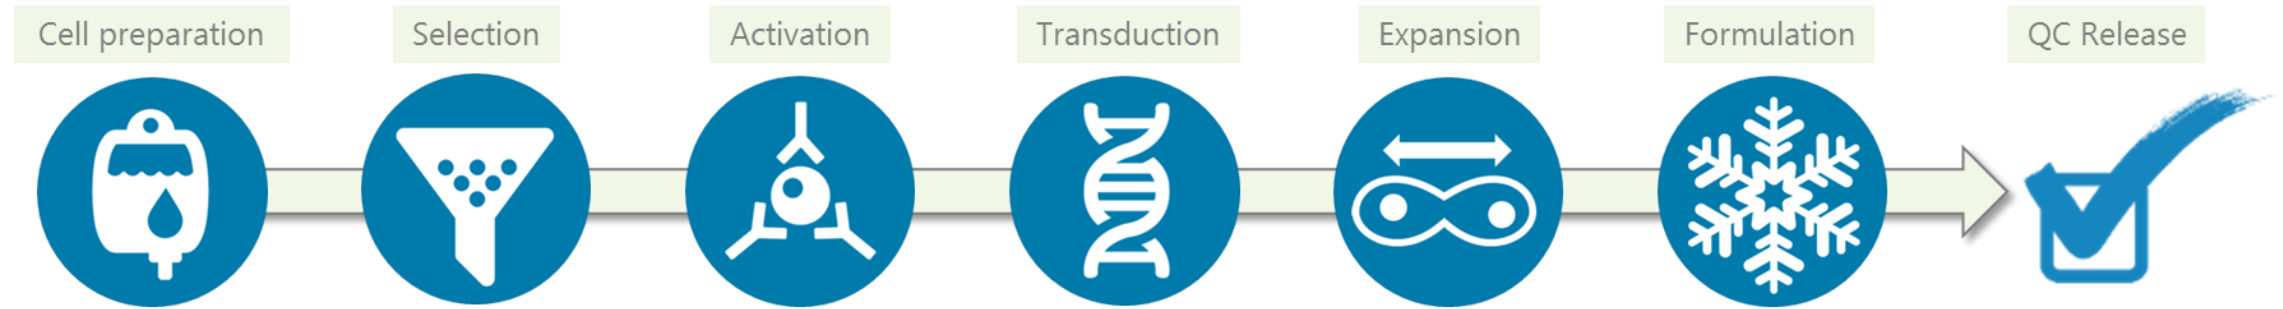 Cell preparation
Selection
Activation
Transduction
Expansion
Formulation
QC Release